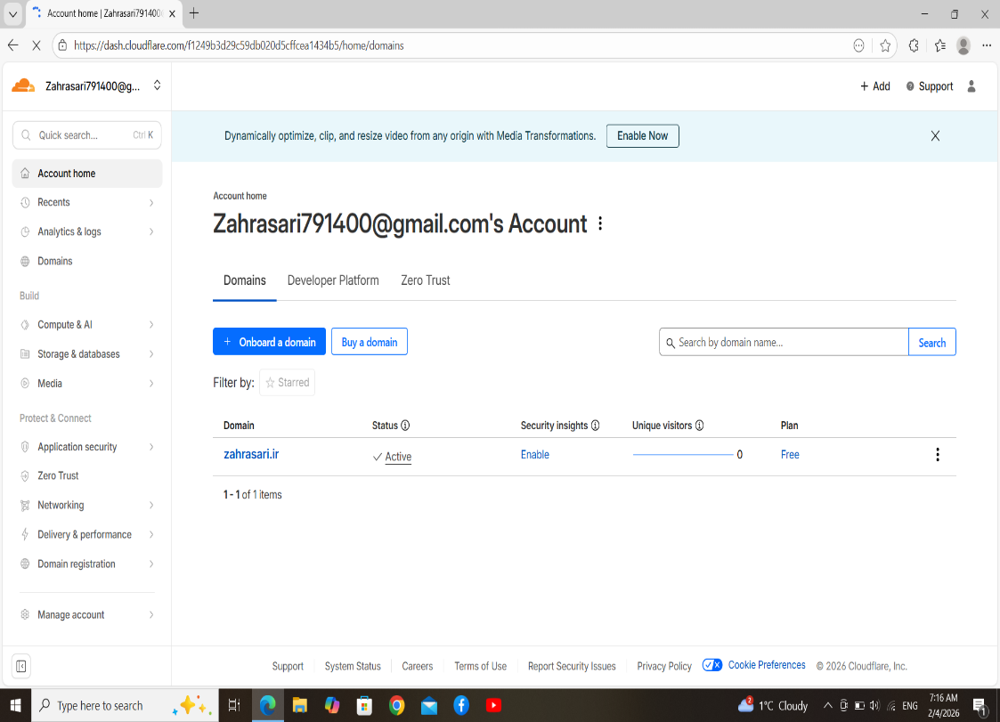 Account home | Zahrasari791400
https://dash.cloudflare.com/f1249b3d29c59db020d5cffcea1434b5/home/domains
Zahrasari791400@g...
Add
Support
Quick search...
Ctrl K
Dynamically optimize, clip, and resize video from any origin with Media Transformations.
Enable Now
Account home
Recents
Analytics & logs
Domains
Build
Compute & AI
Storage & databases
Media
Protect & Connect
Application security
Zero Trust
Networking
Delivery & performance
Domain registration
Manage account
Account home
Zahrasari791400@gmail.com's Account
Domains
Developer Platform
Zero Trust
+ Onboard a domain
Buy a domain
Search by domain name...
Search
Filter by:
Starred
Domain
Status
Security insights
Unique visitors
Plan
zahrasari.ir
Active
Enable
0
Free
1 - 1 of 1 items
Support
System Status
Careers
Terms of Use
Report Security Issues
Privacy Policy
Cookie Preferences
© 2026 Cloudflare, Inc.
Type here to search
2
1°C Cloudy
ENG
7:16 AM
2/4/2026
1